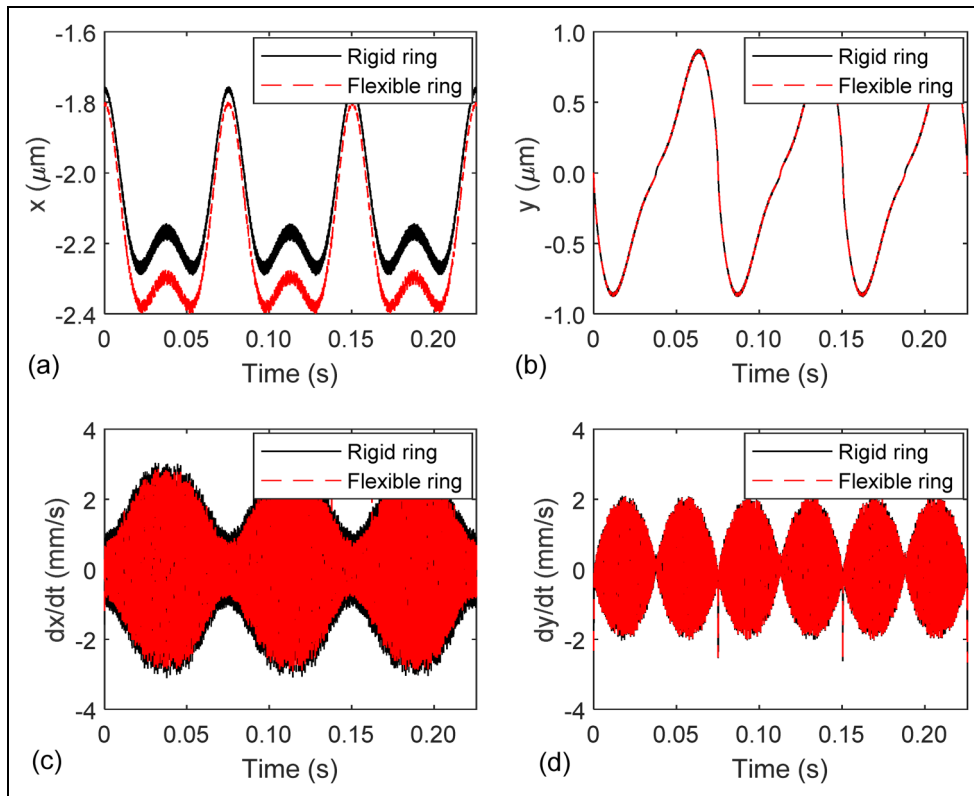 -1.6
-1.8
-2.0
-2.2
-2.4
x (μm)
Rigid ring
Flexible ring
0
0.05
0.10
0.15
0.20
Time (s)
(a)
1.0
0.5
0.0
-0.5
-1.0
y (μm)
Rigid ring
Flexible ring
0
0.05
0.10
0.15
0.20
Time (s)
(b)
4
2
0
-2
-4
dx/dt (mm/s)
Rigid ring
Flexible ring
0
0.05
0.10
0.15
0.20
Time (s)
(c)
4
2
0
-2
-4
dy/dt (mm/s)
Rigid ring
Flexible ring
0
0.05
0.10
0.15
0.20
Time (s)
(d)